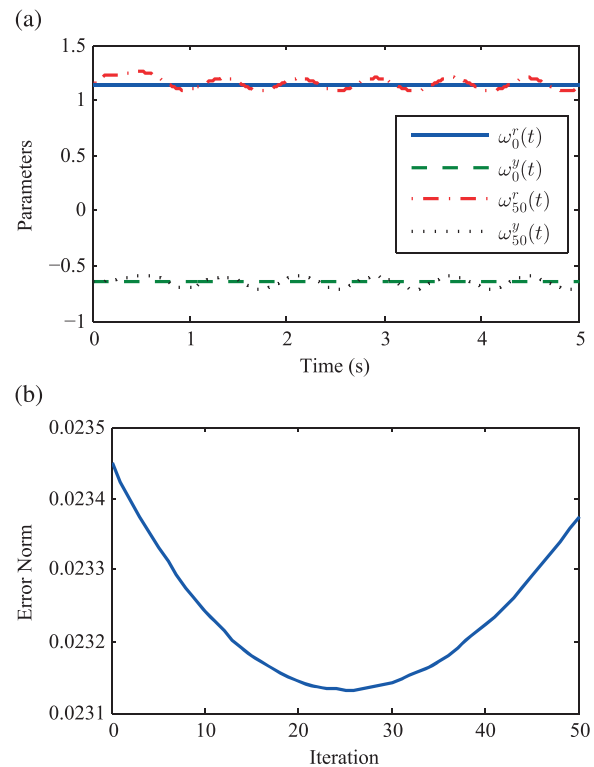 (a)
1.5
1
0.5
0
−0.5
−1
Parameters
ω₀ʳ(t)
ω₀ʸ(t)
ω₅₀ʳ(t)
ω₅₀ʸ(t)
0 1 2 3 4 5
Time (s)
(b)
0.0235
0.0234
0.0233
0.0232
0.0231
Error Norm
0 10 20 30 40 50
Iteration